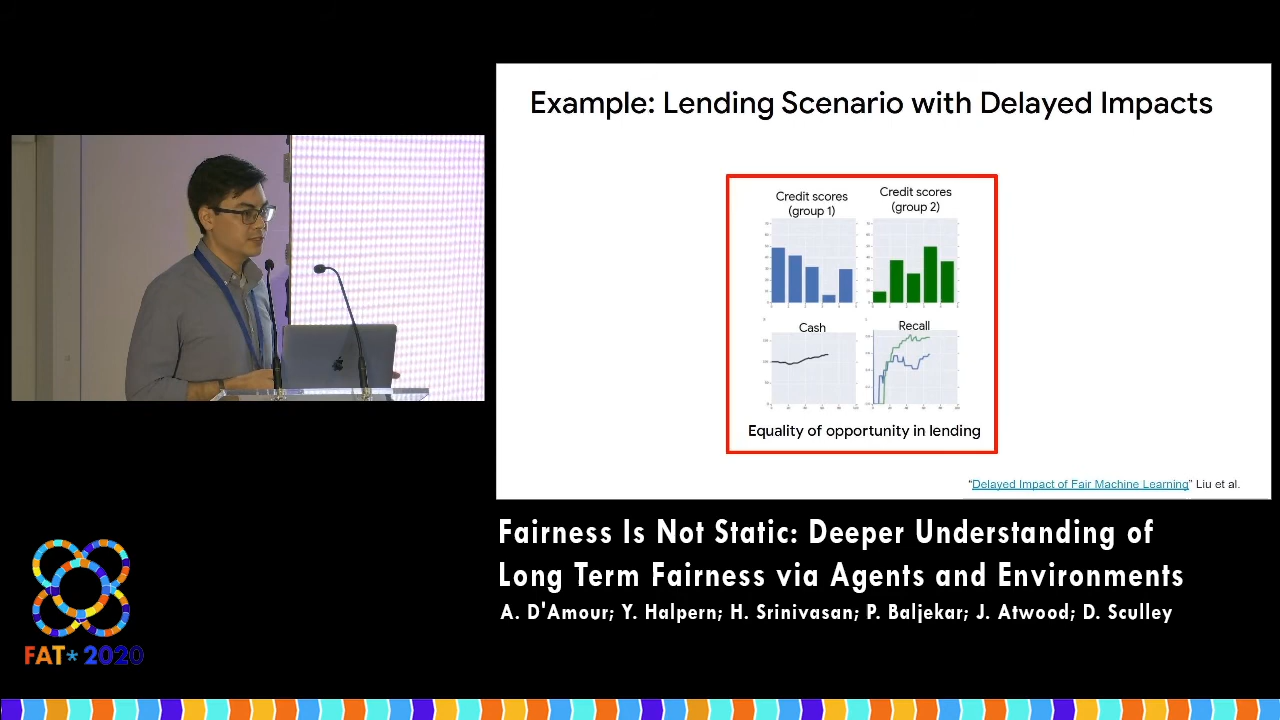 Example: Lending Scenario with Delayed Impacts
Credit scores
(group 1)
Credit scores
(group 2)
Cash
Recall
Equality of opportunity in lending
“Delayed Impact of Fair Machine Learning” Liu et al.
Fairness Is Not Static: Deeper Understanding of
Long Term Fairness via Agents and Environments
A. D'Amour; Y. Halpern; H. Srinivasan; P. Baljekar; J. Atwood; D. Sculley
FAT* 2020